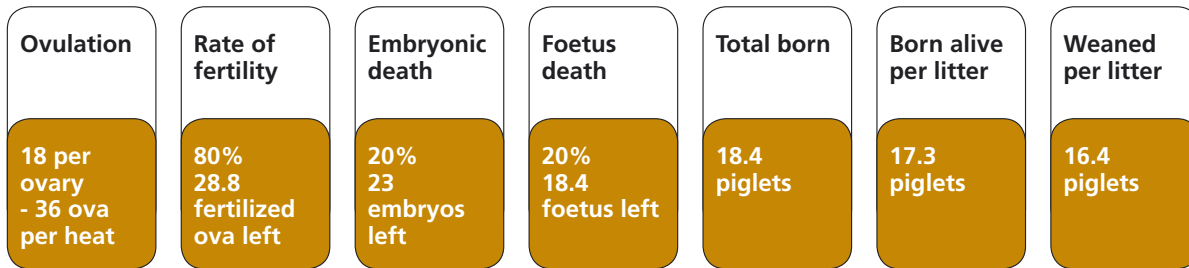 Ovulation
18 per
ovary
- 36 ova
per heat
Rate of
fertility
80%
28.8
fertilized
ova left
Embryonic
death
20%
23
embryos
left
Foetus
death
20%
18.4
foetus left
Total born
18.4
piglets
Born alive
per litter
17.3
piglets
Weaned
per litter
16.4
piglets